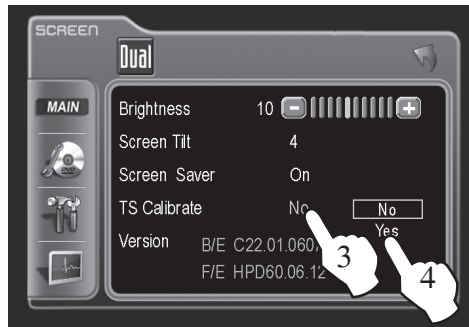 SCREEN
Dual
MAIN
Brightness 10
Screen Tilt 4
Screen Saver On
TS Calibrate No No
Yes
Version B/E C22.01.060
F/E HPD60.06.12
3
4
DVD